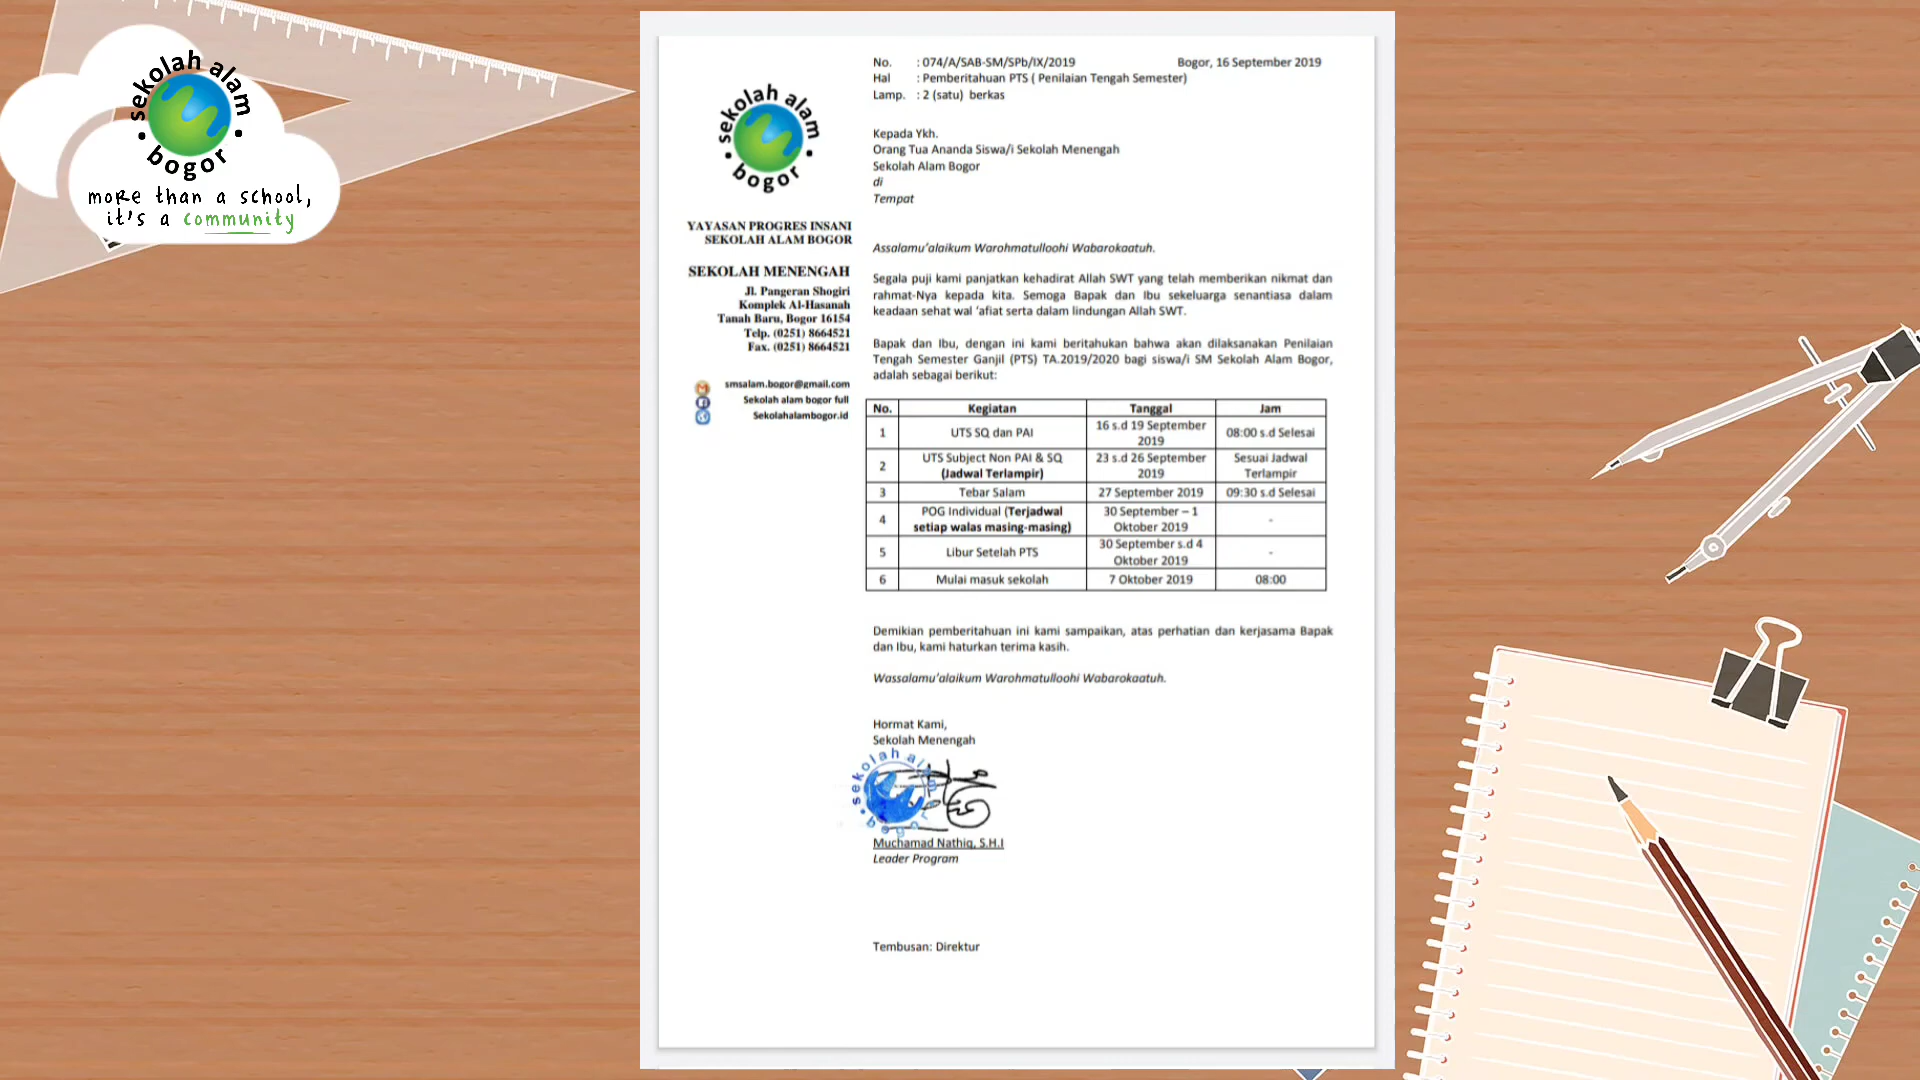 sekolah alam
bogor
more than a school,
it's a community
sekolah alam
bogor
YAYASAN PROGRES INSANI
SEKOLAH ALAM BOGOR
SEKOLAH MENENGAH
Jl. Pangeran Shogiri
Komplek Al-Hasanah
Tanah Baru, Bogor 16154
Telp. (0251) 8664521
Fax. (0251) 8664521
smsalam.bogor@gmail.com
Sekolah alam bogor full
Sekolahalambogor.id
No. : 074/A/SAB-SM/SPb/IX/2019 Bogor, 16 September 2019
Hal : Pemberitahuan PTS ( Penilaian Tengah Semester)
Lamp. : 2 (satu) berkas
Kepada Ykh.
Orang Tua Ananda Siswa/i Sekolah Menengah
Sekolah Alam Bogor
di
Tempat
Assalamu'alaikum Warohmatulloohi Wabarokaatuh.
Segala puji kami panjatkan kehadirat Allah SWT yang telah memberikan nikmat dan
rahmat-Nya kepada kita. Semoga Bapak dan Ibu sekeluarga senantiasa dalam
keadaan sehat wal 'afiat serta dalam lindungan Allah SWT.
Bapak dan Ibu, dengan ini kami beritahukan bahwa akan dilaksanakan Penilaian
Tengah Semester Ganjil (PTS) TA.2019/2020 bagi siswa/i SM Sekolah Alam Bogor,
adalah sebagai berikut:
No. Kegiatan Tanggal Jam
1 UTS SQ dan PAI 16 s.d 19 September 2019 08:00 s.d Selesai
2 UTS Subject Non PAI & SQ (Jadwal Terlampir) 23 s.d 26 September 2019 Sesuai Jadwal Terlampir
3 Tebar Salam 27 September 2019 09:30 s.d Selesai
4 POG Individual (Terjadwal setiap walas masing-masing) 30 September – 1 Oktober 2019 -
5 Libur Setelah PTS 30 September s.d 4 Oktober 2019 -
6 Mulai masuk sekolah 7 Oktober 2019 08:00
Demikian pemberitahuan ini kami sampaikan, atas perhatian dan kerjasama Bapak
dan Ibu, kami haturkan terima kasih.
Wassalamu'alaikum Warohmatulloohi Wabarokaatuh.
Hormat Kami,
Sekolah Menengah
sekolah alam
bogor
Muchamad Nathiq, S.H.I
Leader Program
Tembusan: Direktur